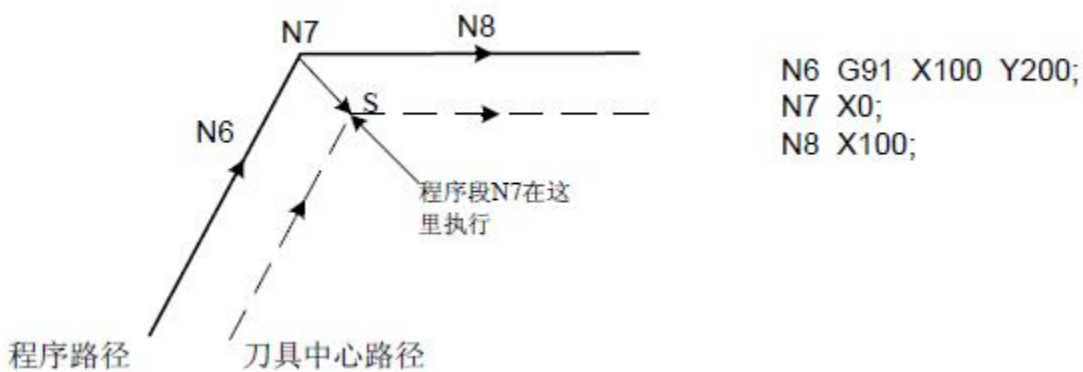 N7
N8
N6 G91 X100 Y200;
N7 X0;
N8 X100;
S
N6
程序段N7在这
里执行
程序路径
刀具中心路径